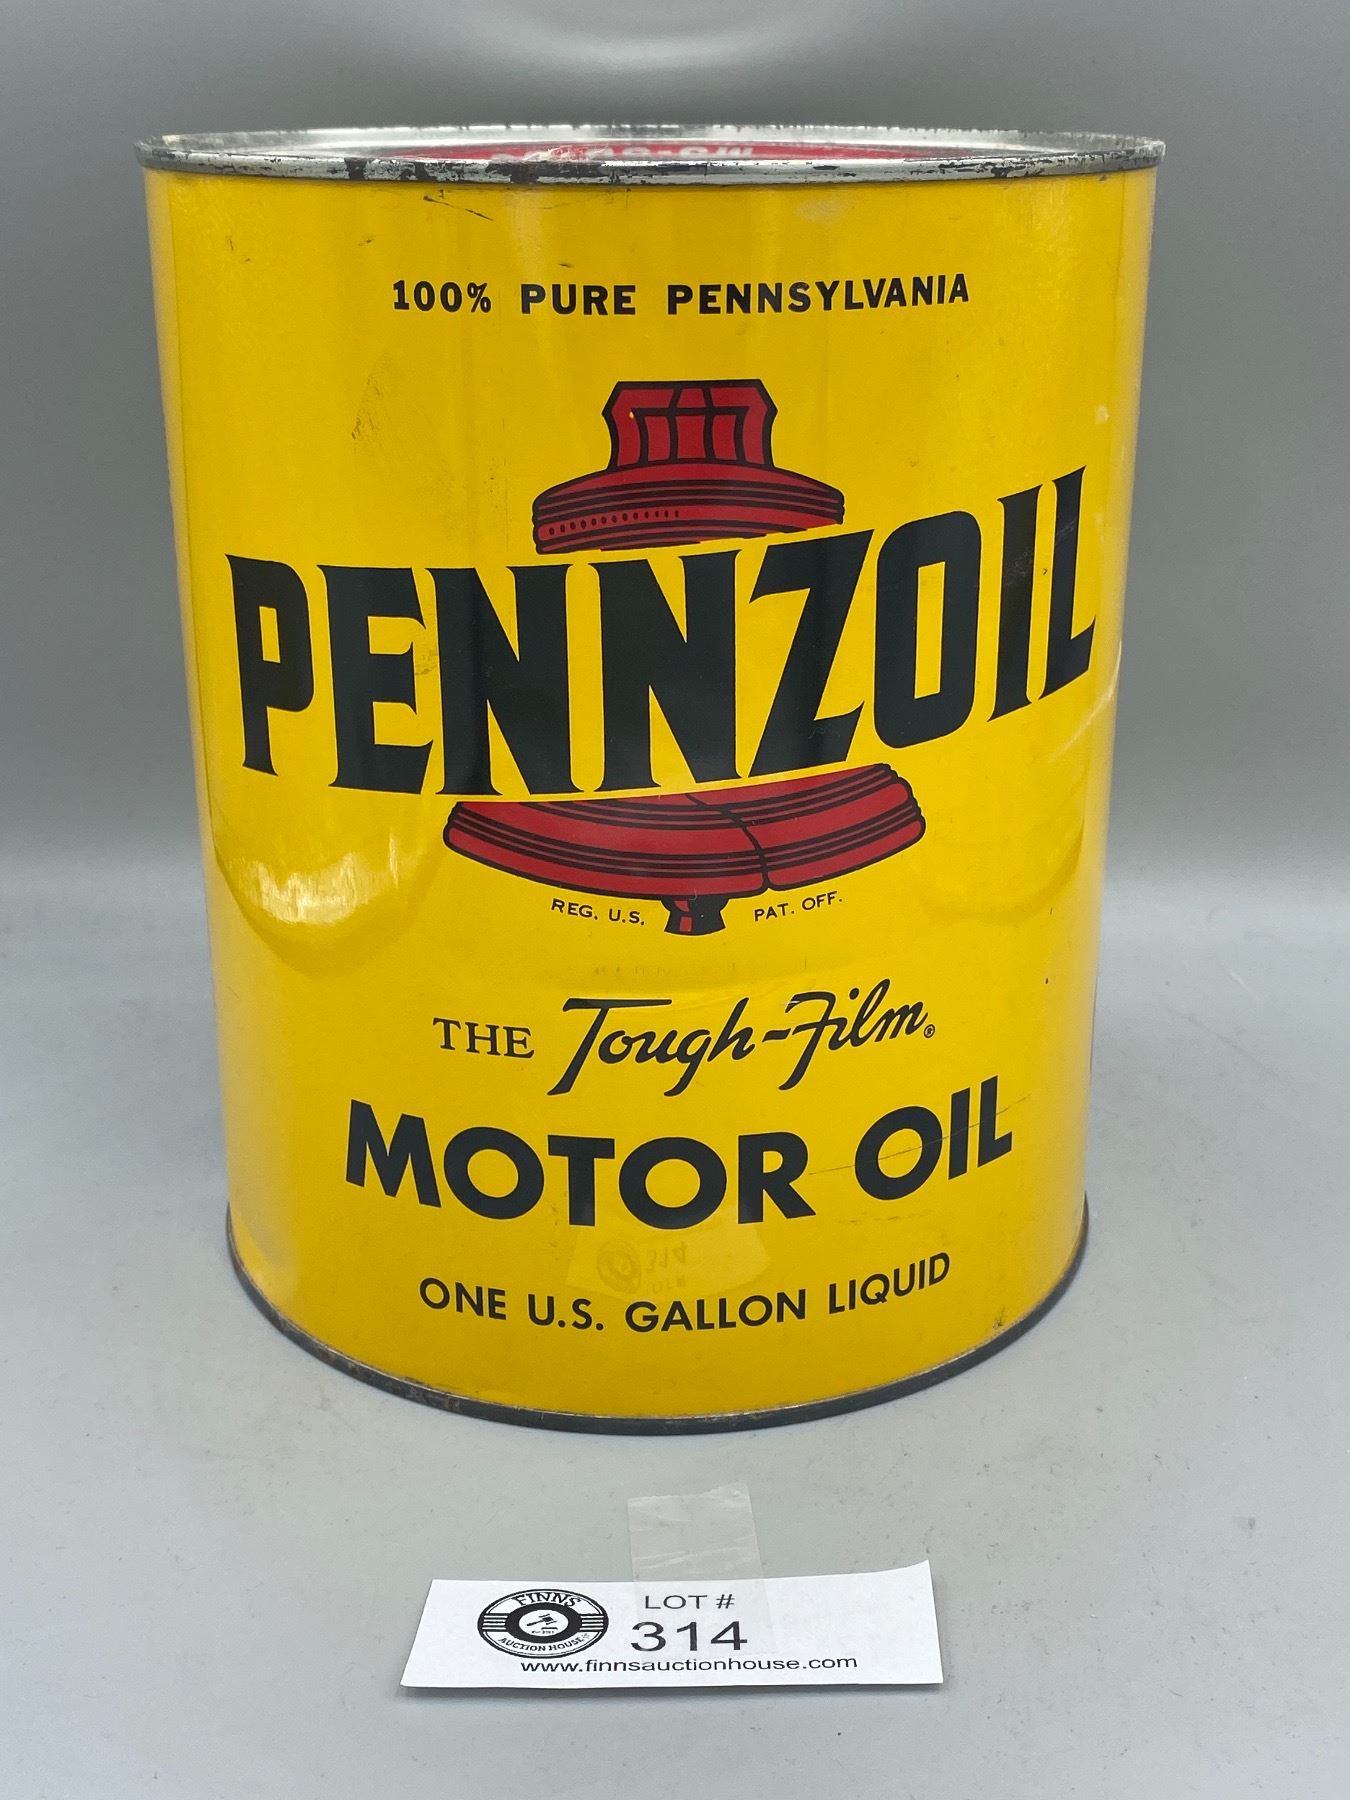 100% PURE PENNSYLVANIA
PENNZOIL
REG. U.S. PAT. OFF.
THE Tough-Film®
MOTOR OIL
ONE U.S. GALLON LIQUID
FINNS
AUCTION HOUSE
LOT #
314
www.finnsauctionhouse.com